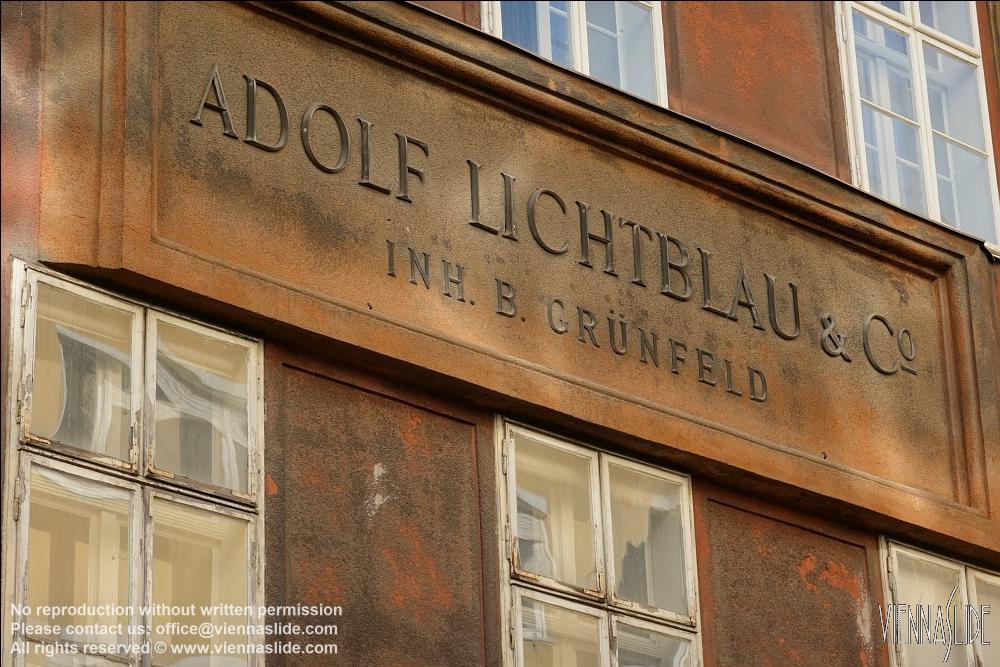 ADOLF LICHTBLAU & CO
INH. B. GRÜNFELD
No reproduction without written permission
Please contact us: office@viennaslide.com
All rights reserved © www.viennaslide.com
VIENNASLIDE